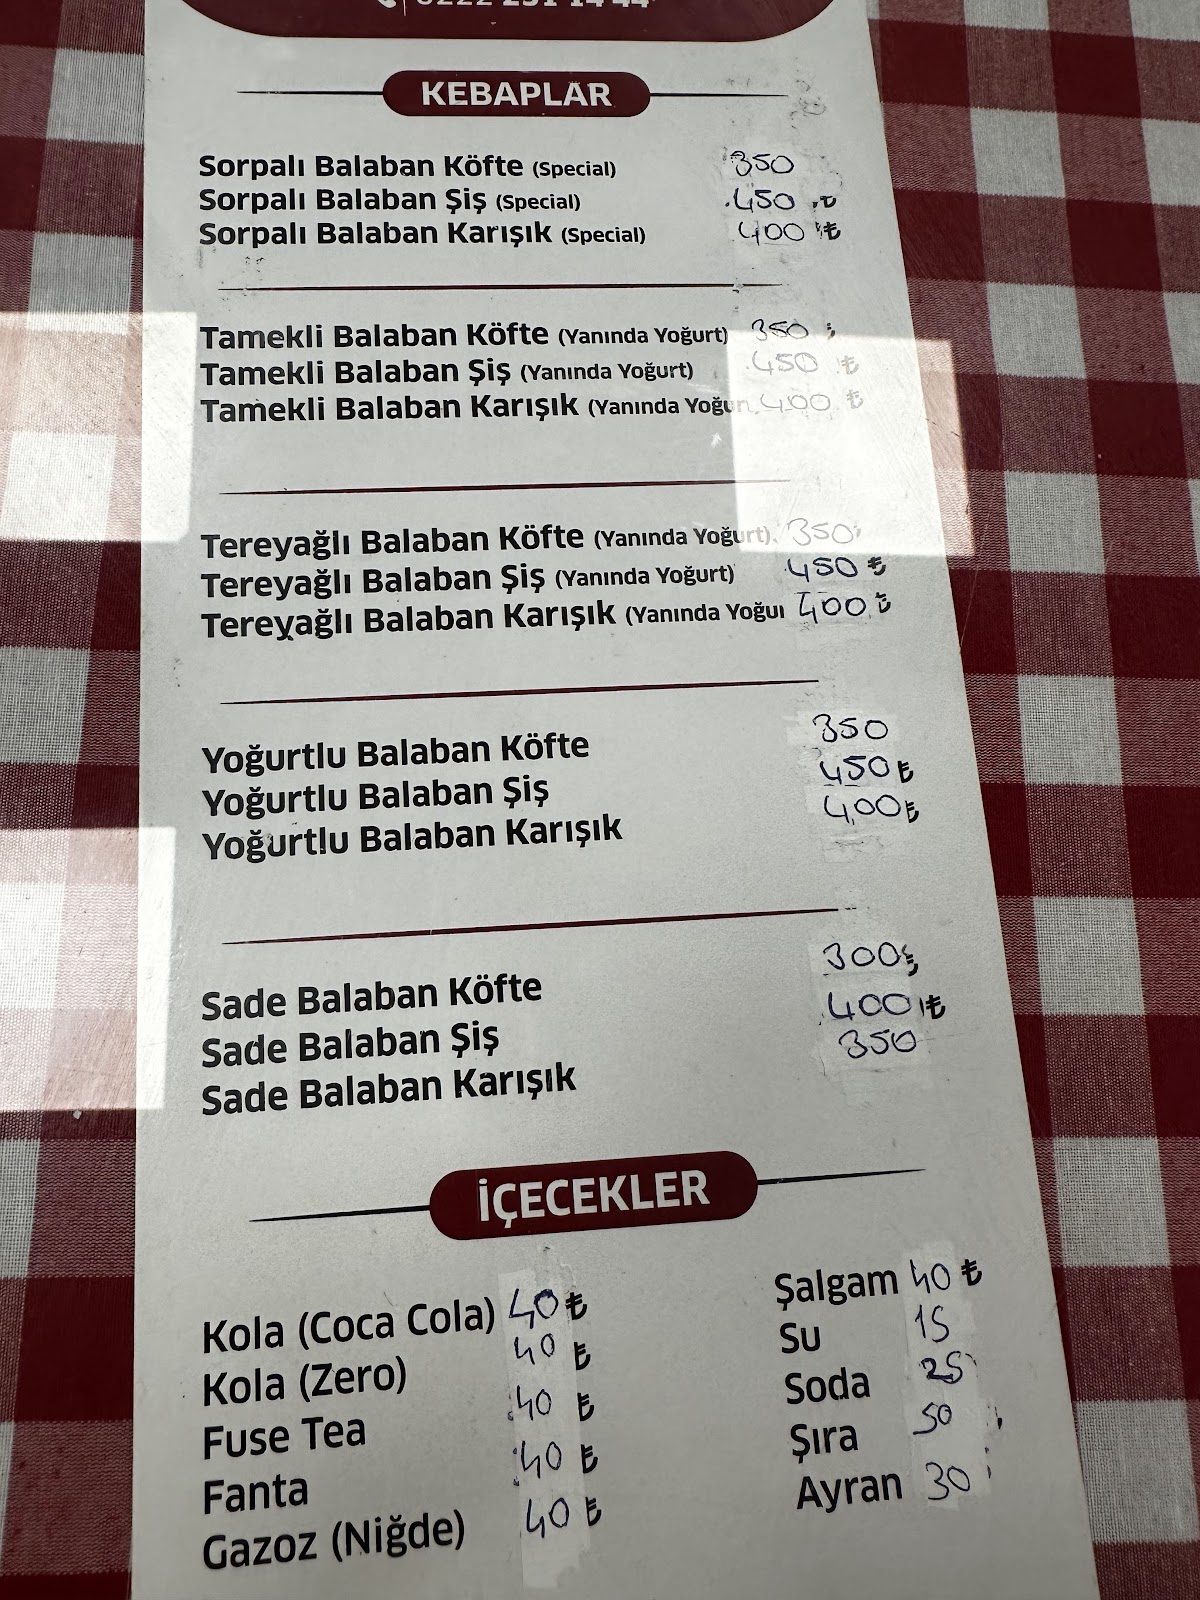 KEBAPLAR
Sorpalı Balaban Köfte (Special) 350
Sorpalı Balaban Şiş (Special) 450 ₺
Sorpalı Balaban Karışık (Special) 400 ₺
Tamekli Balaban Köfte (Yanında Yoğurt) 350
Tamekli Balaban Şiş (Yanında Yoğurt) 450 ₺
Tamekli Balaban Karışık (Yanında Yoğur 400 ₺
Tereyağlı Balaban Köfte (Yanında Yoğurt) 350
Tereyağlı Balaban Şiş (Yanında Yoğurt) 450 ₺
Tereyağlı Balaban Karışık (Yanında Yoğu 400 ₺
Yoğurtlu Balaban Köfte 350
Yoğurtlu Balaban Şiş 450 ₺
Yoğurtlu Balaban Karışık 400 ₺
Sade Balaban Köfte 300 ₺
Sade Balaban Şiş 400 ₺
Sade Balaban Karışık 350
İÇECEKLER
Kola (Coca Cola) 40 ₺
Kola (Zero) 40 ₺
Fuse Tea 40 ₺
Fanta 40 ₺
Gazoz (Niğde) 40 ₺
Şalgam 40 ₺
Su 15
Soda 25
Şıra 50
Ayran 30